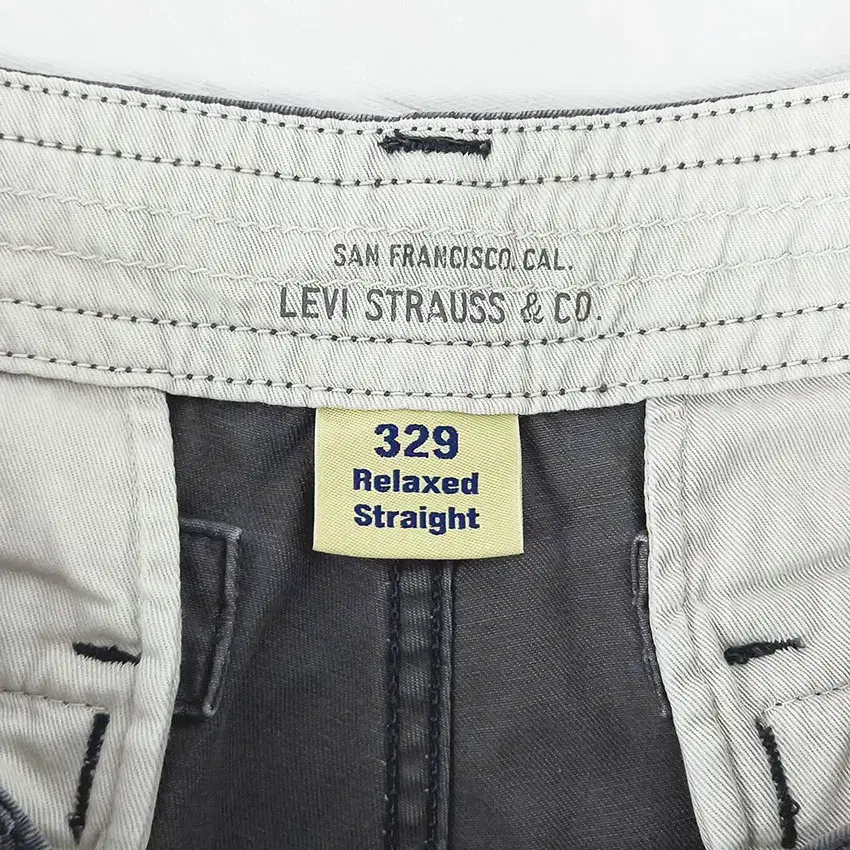 SAN FRANCISCO. CAL.
LEVI STRAUSS & CO.
329
Relaxed
Straight